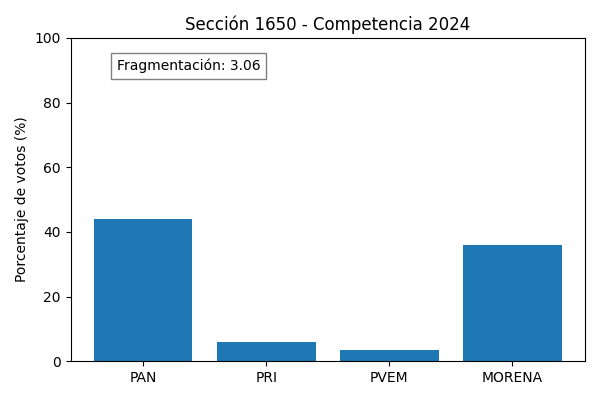 Sección 1650 - Competencia 2024
Fragmentación: 3.06
Porcentaje de votos (%)
100
80
60
40
20
0
PAN PRI PVEM MORENA